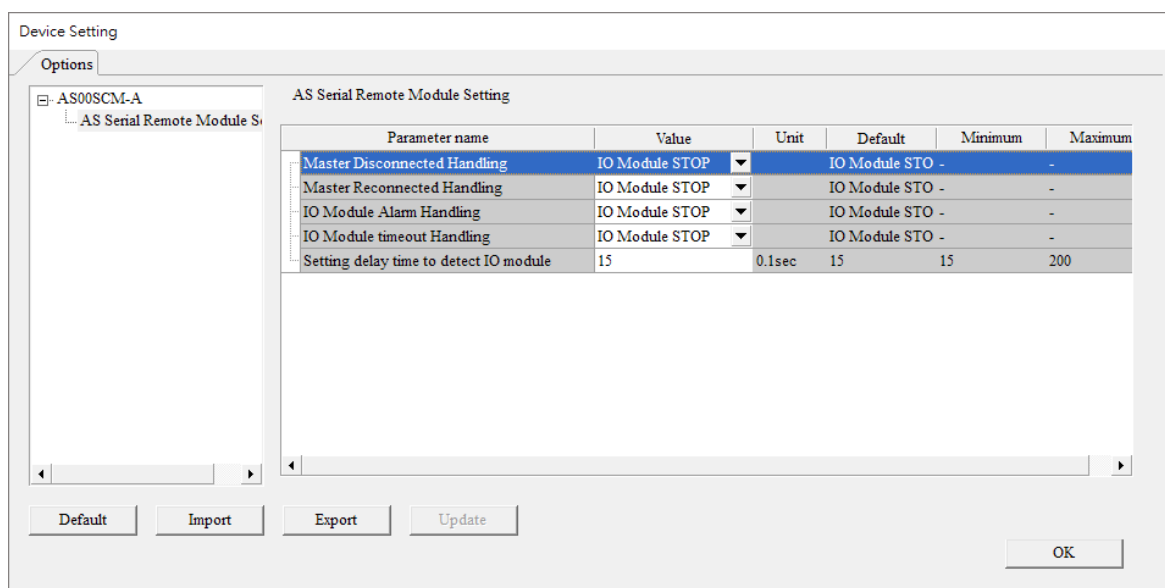 Device Setting
Options
AS00SCM-A
AS Serial Remote Module S
AS Serial Remote Module Setting
Parameter name Value Unit Default Minimum Maximum
Master Disconnected Handling IO Module STOP IO Module STO - -
Master Reconnected Handling IO Module STOP IO Module STO - -
IO Module Alarm Handling IO Module STOP IO Module STO - -
IO Module timeout Handling IO Module STOP IO Module STO - -
Setting delay time to detect IO module 15 0.1sec 15 15 200
Default Import Export Update
OK